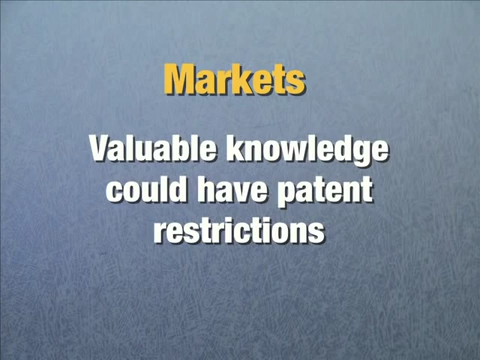 Markets
Valuable knowledge
could have patent
restrictions